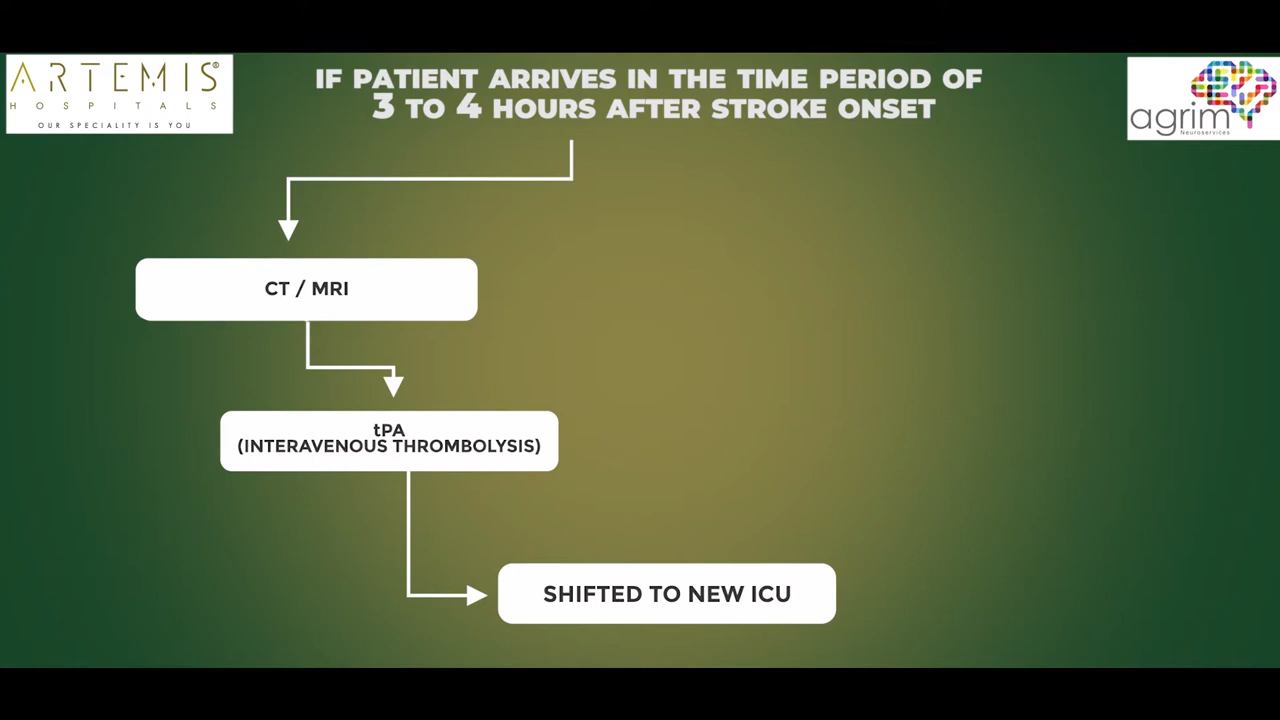 ARTEMIS®
HOSPITALS
OUR SPECIALITY IS YOU
IF PATIENT ARRIVES IN THE TIME PERIOD OF
3 TO 4 HOURS AFTER STROKE ONSET
agrim
Neuroservices
CT / MRI
tPA
(INTERAVENOUS THROMBOLYSIS)
SHIFTED TO NEW ICU